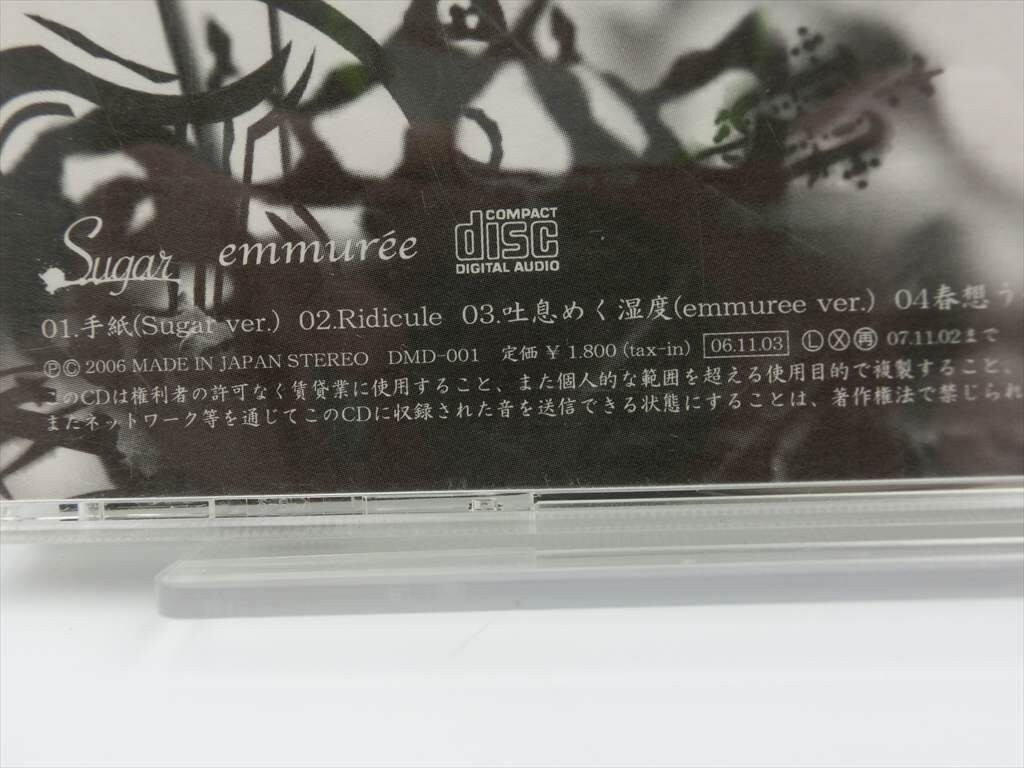 Sugar emmurée COMPACT disc DIGITAL AUDIO
01.手紙(Sugar ver.) 02.Ridicule 03.吐息めく湿度(emmuree ver.) 04春想う
ⓅⒸ 2006 MADE IN JAPAN STEREO DMD-001 定価 ¥ 1.800 (tax-in) 06.11.03 Ⓛ Ⓧ 再 07.11.02まで
このCDは権利者の許可なく賃貸業に使用すること、また個人的な範囲を超える使用目的で複製すること、
またネットワーク等を通じてこのCDに収録された音を送信できる状態にすることは、著作権法で禁じられ